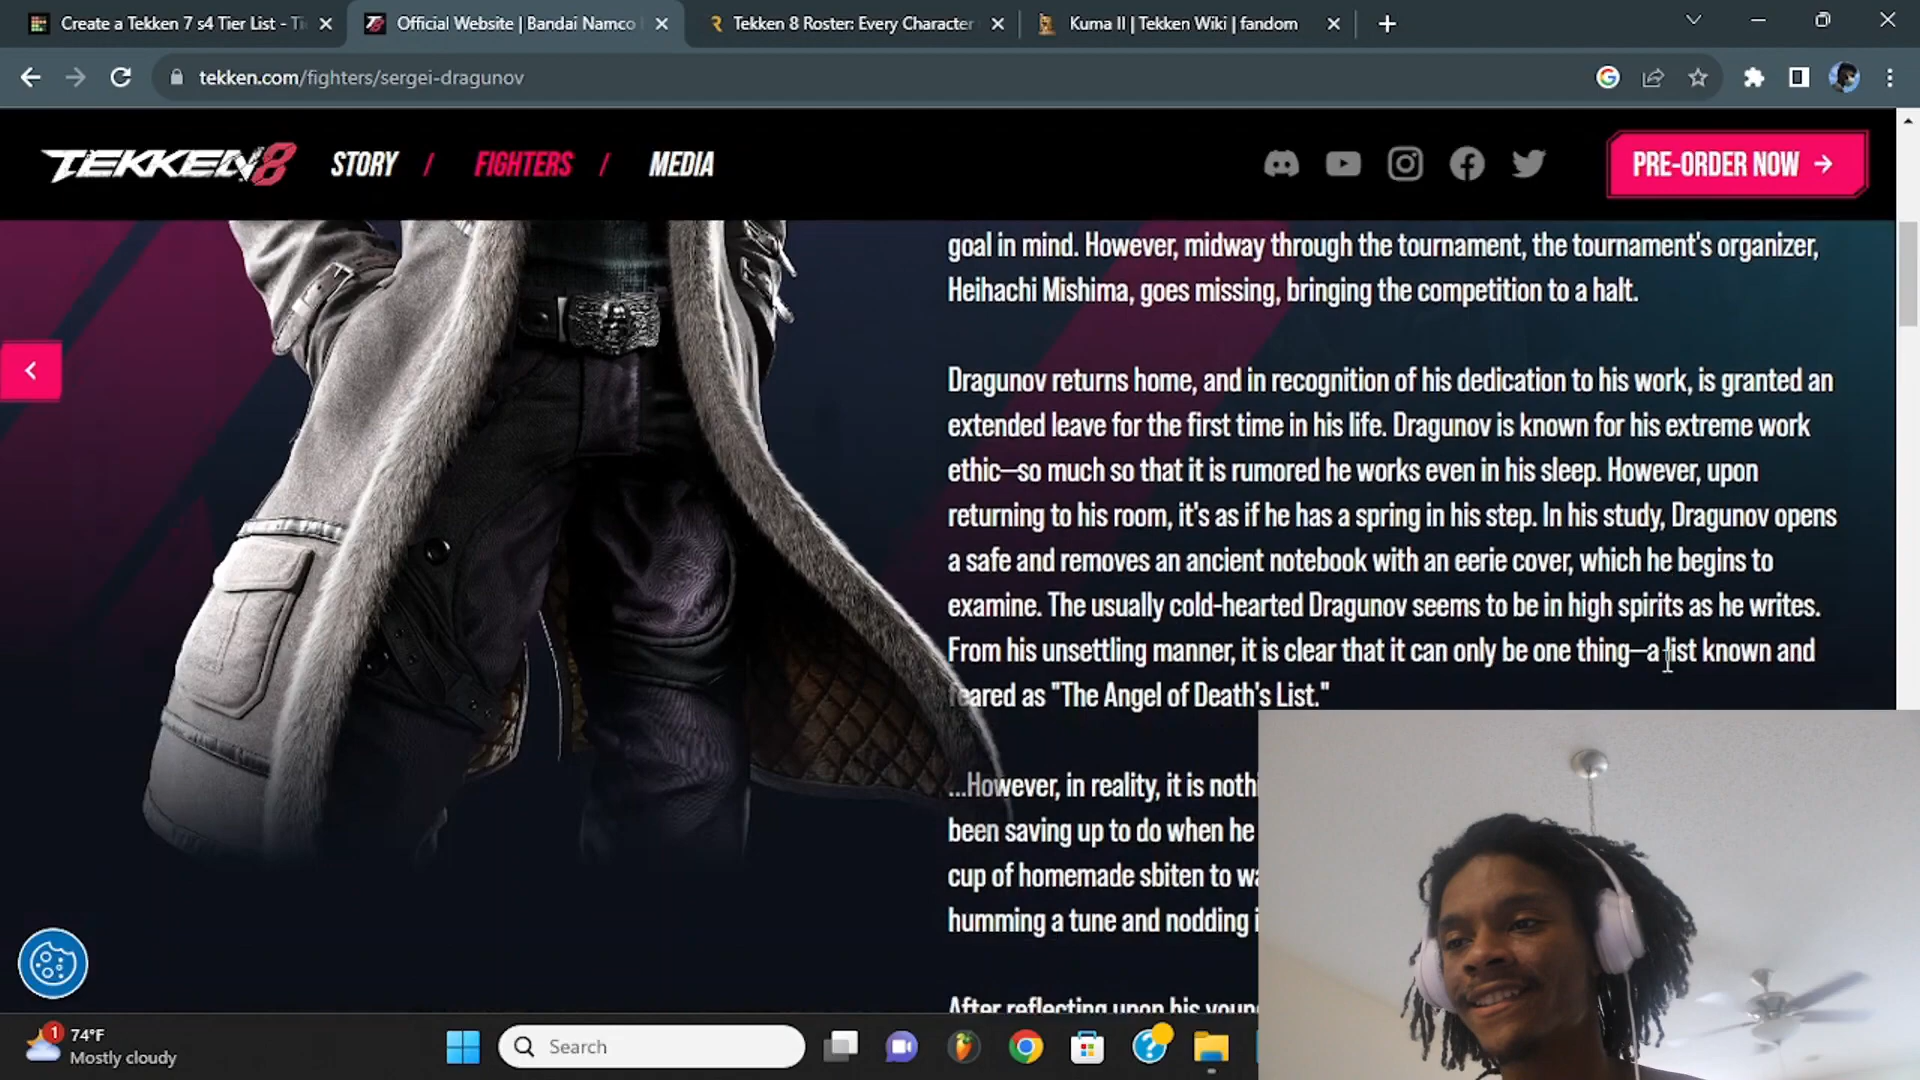 Create a Tekken 7 s4 Tier List - Ti
Official Website | Bandai Namco
Tekken 8 Roster: Every Character
Kuma II | Tekken Wiki | fandom
tekken.com/fighters/sergei-dragunov
TEKKEN 8
STORY / FIGHTERS / MEDIA
PRE-ORDER NOW →
goal in mind. However, midway through the tournament, the tournament's organizer,
Heihachi Mishima, goes missing, bringing the competition to a halt.
Dragunov returns home, and in recognition of his dedication to his work, is granted an
extended leave for the first time in his life. Dragunov is known for his extreme work
ethic—so much so that it is rumored he works even in his sleep. However, upon
returning to his room, it's as if he has a spring in his step. In his study, Dragunov opens
a safe and removes an ancient notebook with an eerie cover, which he begins to
examine. The usually cold-hearted Dragunov seems to be in high spirits as he writes.
From his unsettling manner, it is clear that it can only be one thing—a list known and
feared as "The Angel of Death's List."
...However, in reality, it is nothi
been saving up to do when he
cup of homemade sbiten to wa
humming a tune and nodding i
After reflecting upon his young
1
74°F
Mostly cloudy
Search